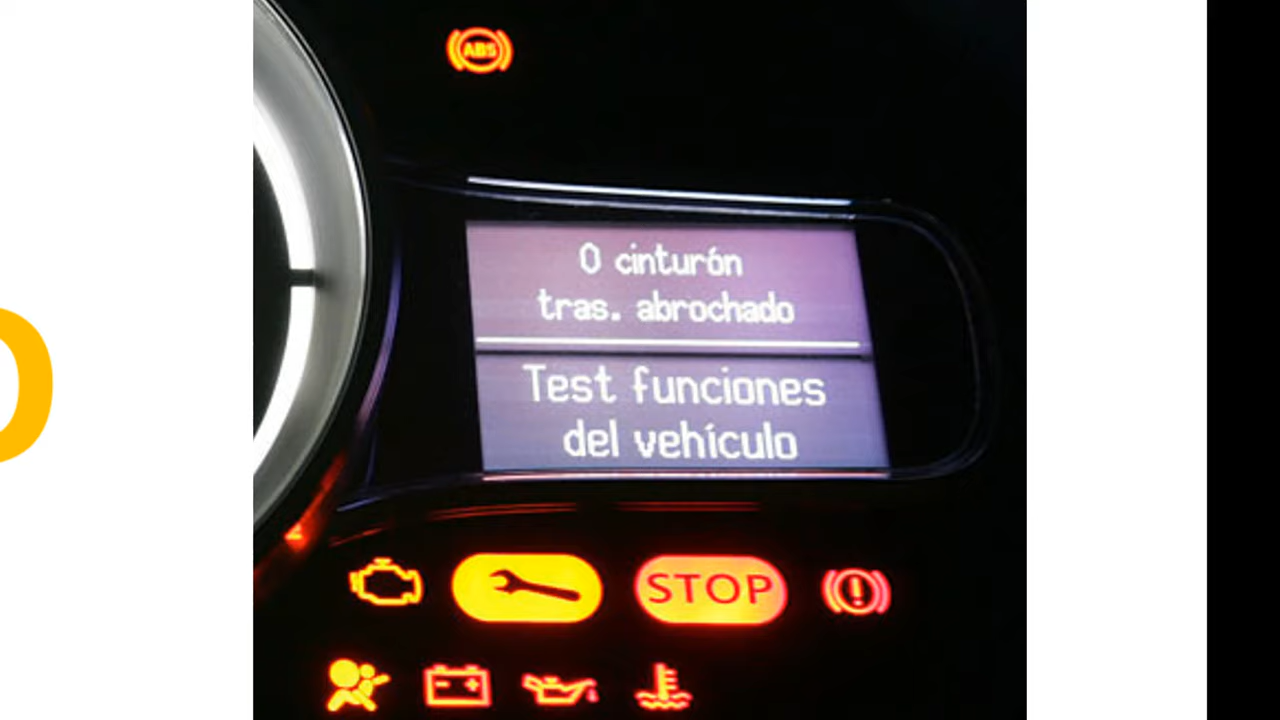 ABS
0 cinturón
tras. abrochado
Test funciones
del vehículo
STOP